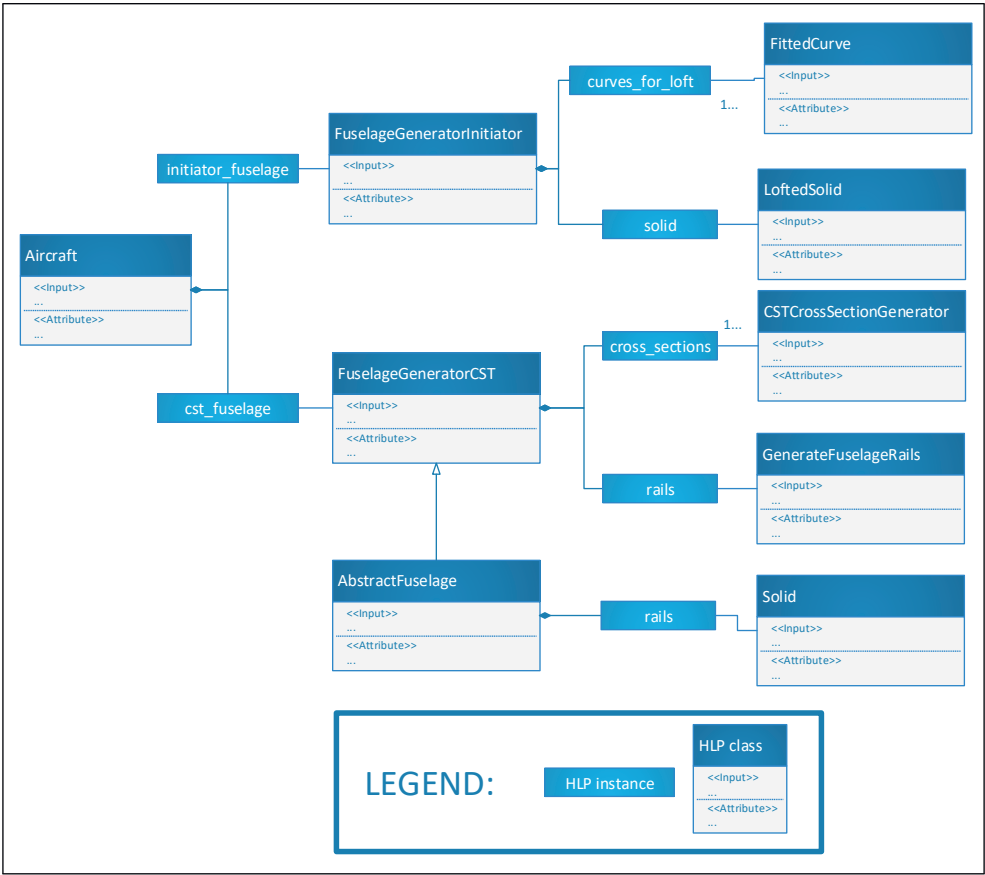 FittedCurve
<<Input>>
...
<<Attribute>>
...
curves_for_loft
1...
FuselageGeneratorInitiator
<<Input>>
...
<<Attribute>>
...
initiator_fuselage
LoftedSolid
<<Input>>
...
<<Attribute>>
...
solid
Aircraft
<<Input>>
...
<<Attribute>>
...
CSTCrossSectionGenerator
<<Input>>
...
<<Attribute>>
...
1...
cross_sections
FuselageGeneratorCST
<<Input>>
...
<<Attribute>>
...
cst_fuselage
GenerateFuselageRails
<<Input>>
...
<<Attribute>>
...
rails
AbstractFuselage
<<Input>>
...
<<Attribute>>
...
rails
Solid
<<Input>>
...
<<Attribute>>
...
LEGEND:
HLP instance
HLP class
<<Input>>
...
<<Attribute>>
...